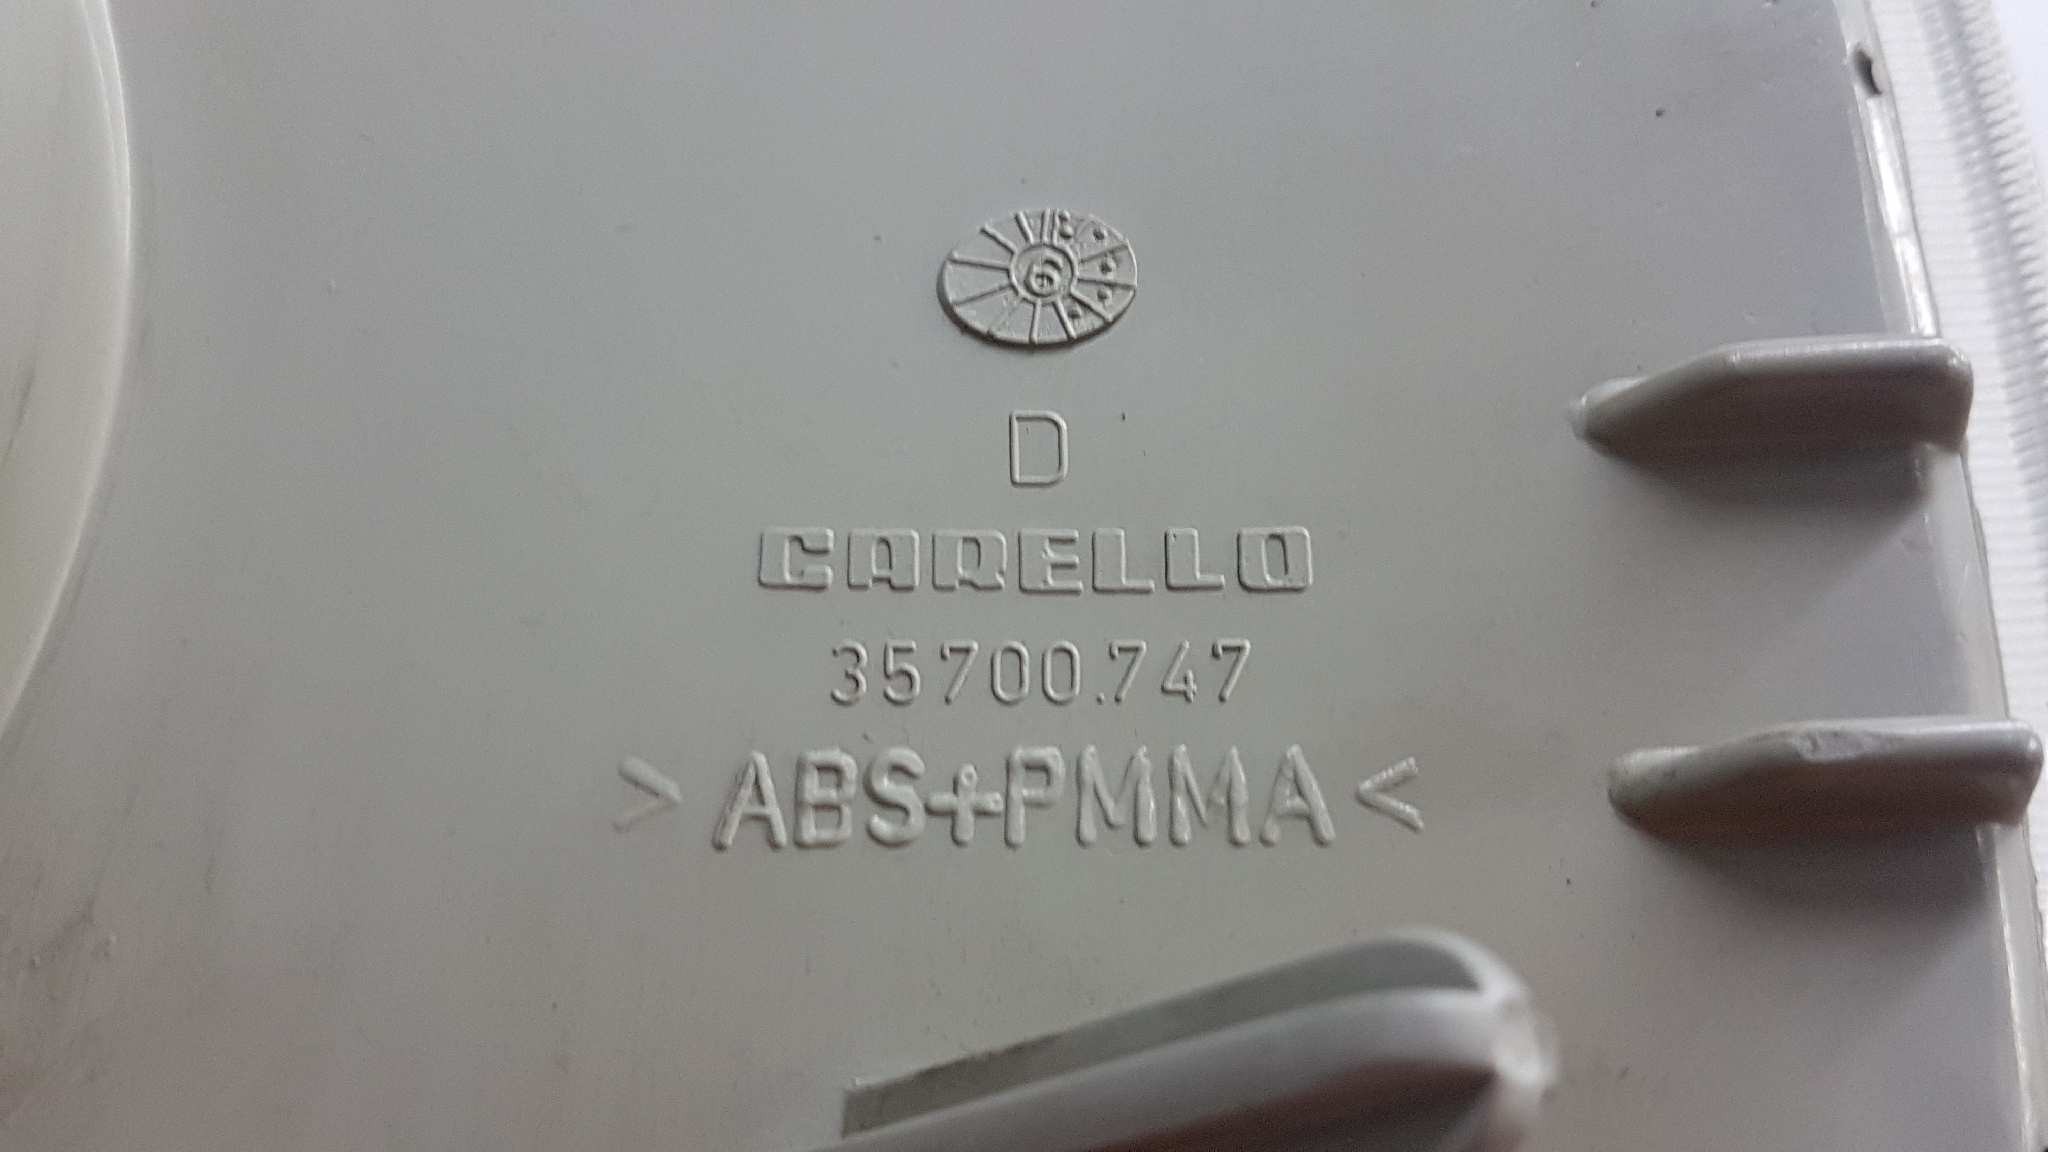 D
CARELLO
35700.747
>ABS+PMMA<